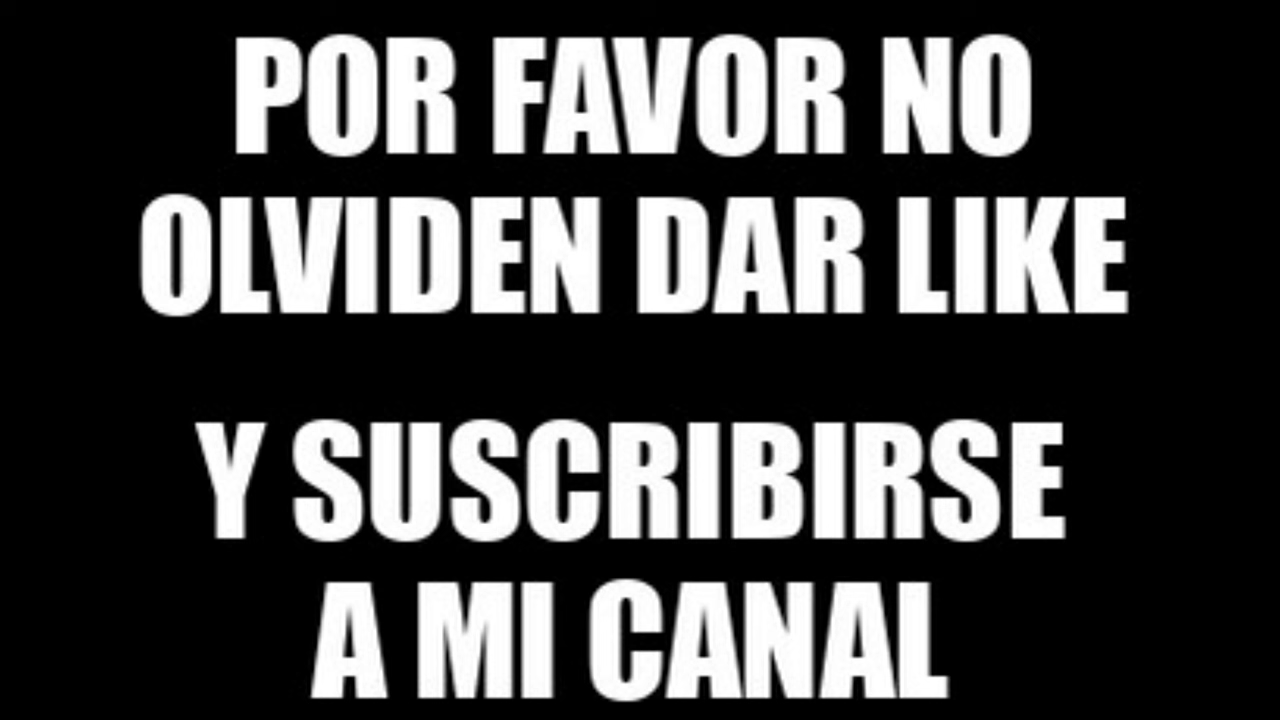 POR FAVOR NO
OLVIDEN DAR LIKE
Y SUSCRIBIRSE
A MI CANAL